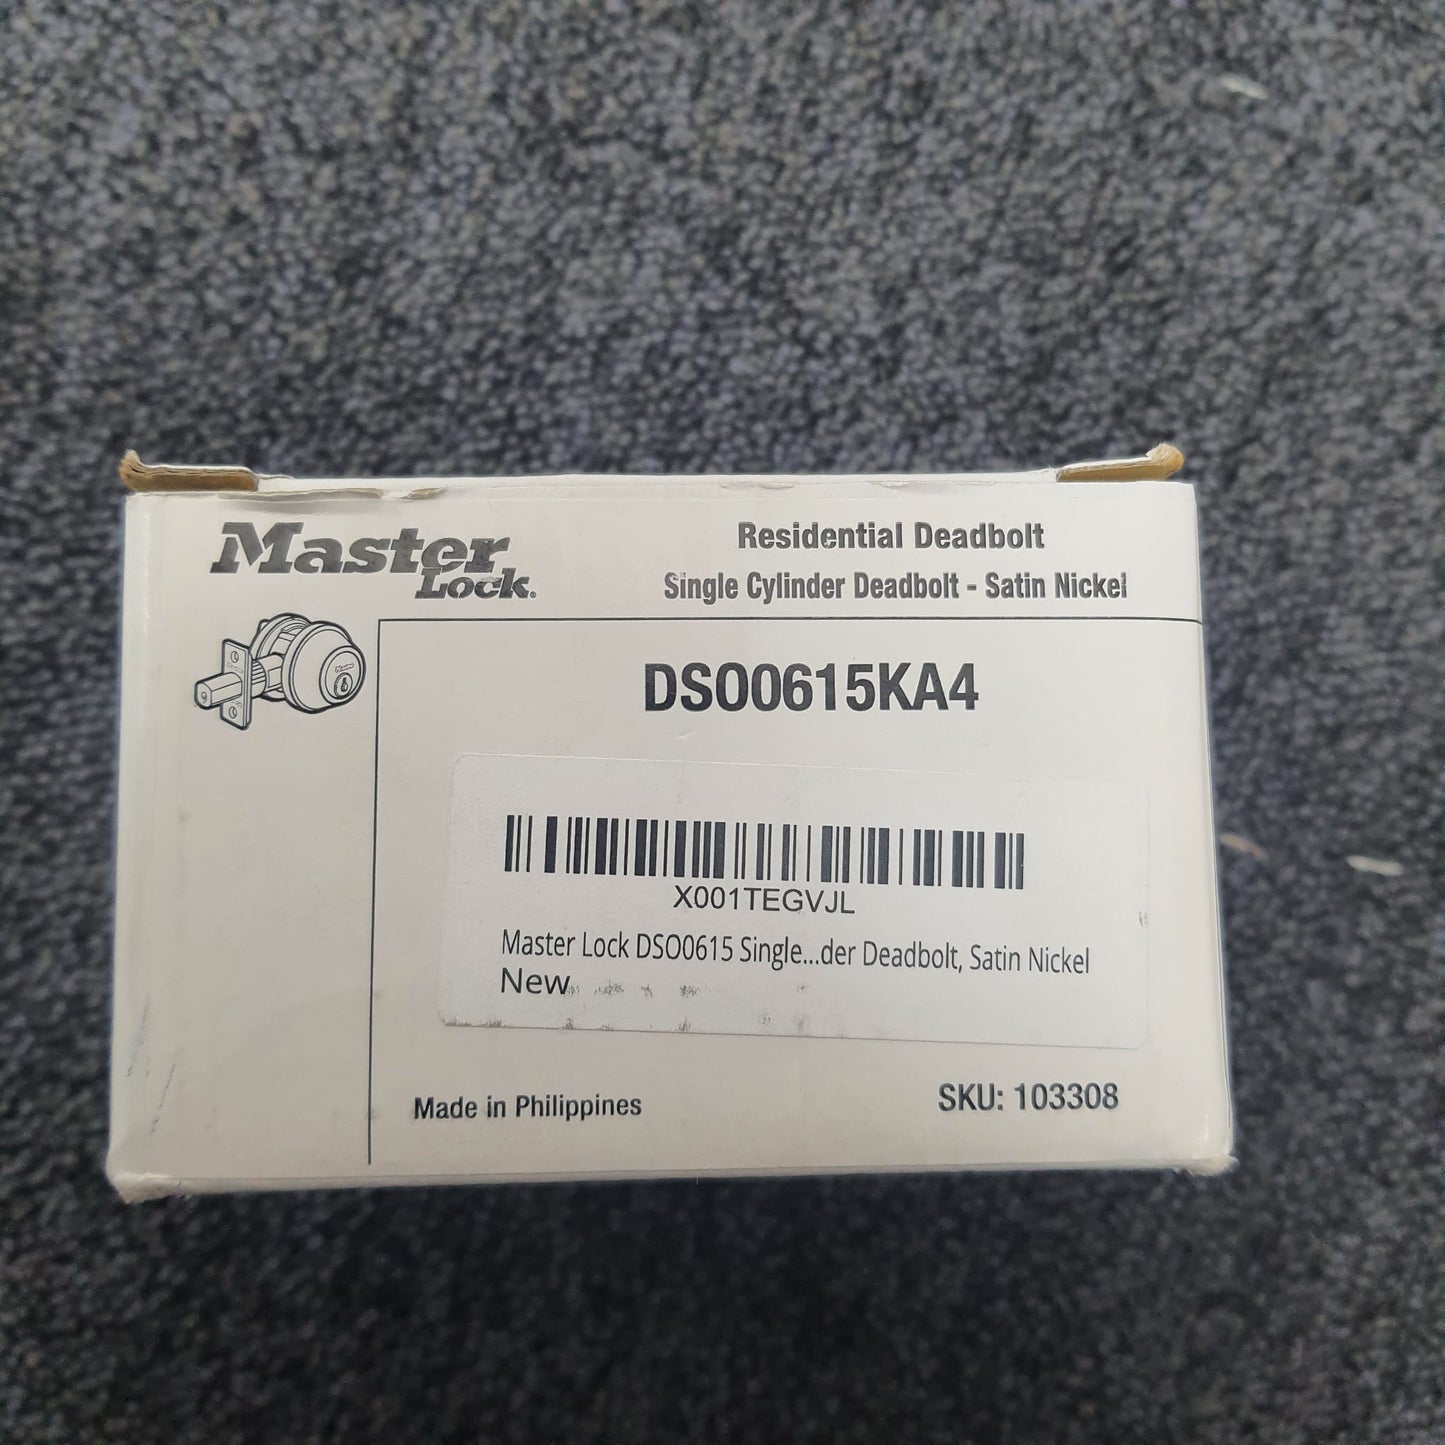 Master Lock®
Residential Deadbolt
Single Cylinder Deadbolt - Satin Nickel
DSO0615KA4
X001TEGVJL
Master Lock DSO0615 Single...der Deadbolt, Satin Nickel
New
Made in Philippines
SKU: 103308